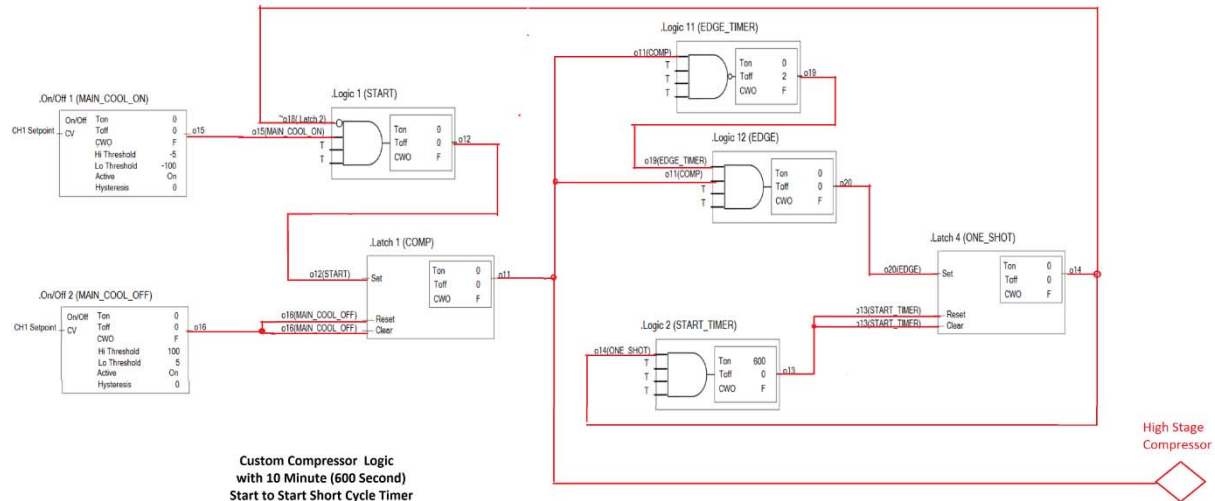 .Logic 11 (EDGE_TIMER)
o11(COMP)
T
T
T
Ton 0
Toff 2
CWO F
o19
.On/Off 1 (MAIN_COOL_ON)
CH1 Setpoint
On/Off
CV
Ton 0
Toff 0
CWO F
Hi Threshold -5
Lo Threshold -100
Active On
Hysteresis 0
o15
.Logic 1 (START)
~o18( Latch 2)
o15(MAIN_COOL_ON)
T
T
Ton 0
Toff 0
CWO F
o12
.Logic 12 (EDGE)
o19(EDGE_TIMER)
o11(COMP)
T
T
Ton 0
Toff 0
CWO F
o20
.Latch 1 (COMP)
o12(START)
Set
o16(MAIN_COOL_OFF)
Reset
o16(MAIN_COOL_OFF)
Clear
Ton 0
Toff 0
CWO F
o11
.Latch 4 (ONE_SHOT)
o20(EDGE)
Set
o13(START_TIMER)
Reset
o13(START_TIMER)
Clear
Ton 0
Toff 0
CWO F
o14
.On/Off 2 (MAIN_COOL_OFF)
CH1 Setpoint
On/Off
CV
Ton 0
Toff 0
CWO F
Hi Threshold 100
Lo Threshold 5
Active On
Hysteresis 0
o16
.Logic 2 (START_TIMER)
o14(ONE_SHOT)
T
T
T
Ton 600
Toff 0
CWO F
o13
High Stage
Compressor
Custom Compressor Logic
with 10 Minute (600 Second)
Start to Start Short Cycle Timer